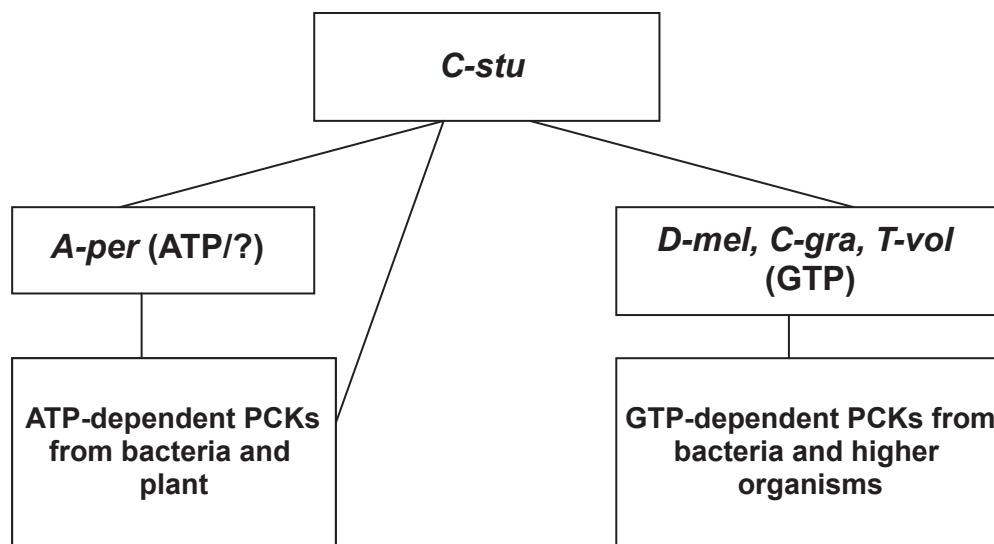 C-stu
A-per (ATP/?)
D-mel, C-gra, T-vol
(GTP)
ATP-dependent PCKs
from bacteria and
plant
GTP-dependent PCKs from
bacteria and higher
organisms